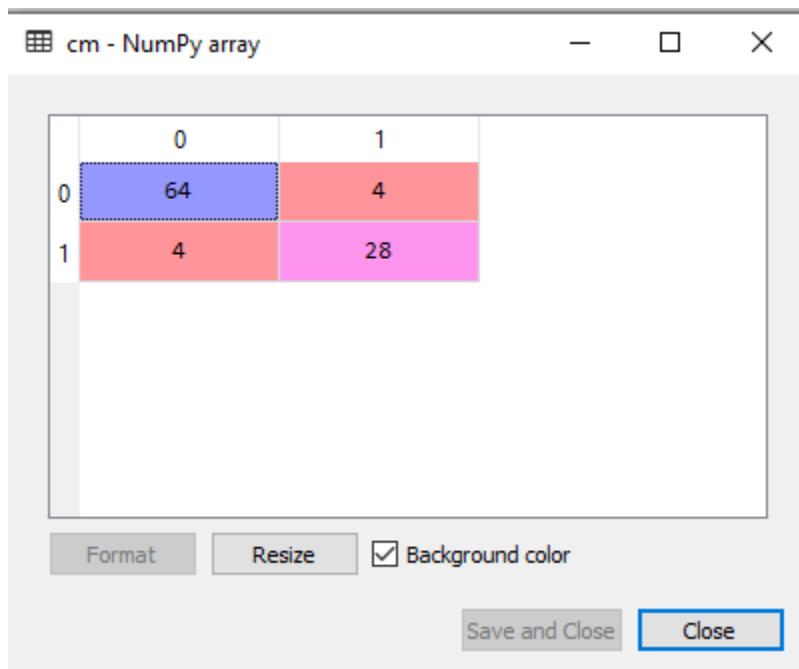 cm - NumPy array
0 1
0 64 4
1 4 28
Format Resize Background color
Save and Close Close